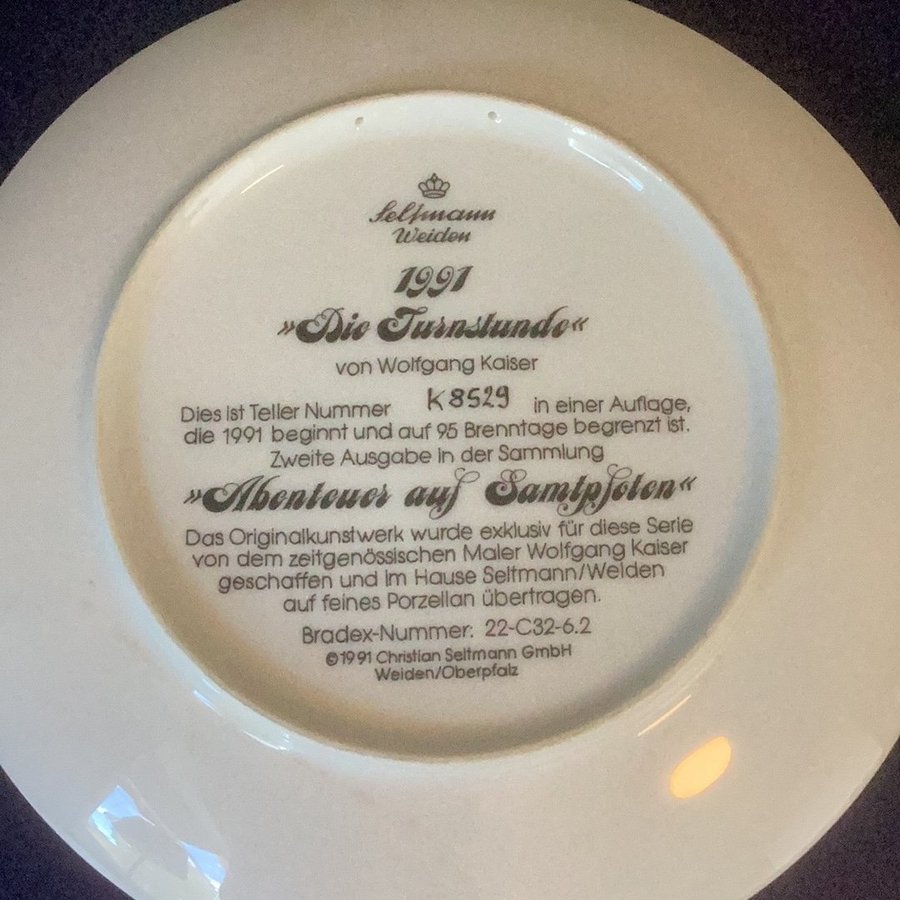 Seltmann
Weiden
1991
»Die Turnstunde«
von Wolfgang Kaiser
Dies ist Teller Nummer K8529 in einer Auflage,
die 1991 beginnt und auf 95 Brenntage begrenzt ist.
Zweite Ausgabe in der Sammlung
»Abenteuer auf Samtpfoten«
Das Originalkunstwerk wurde exklusiv für diese Serie
von dem zeitgenössischen Maler Wolfgang Kaiser
geschaffen und im Hause Seltmann/Weiden
auf feines Porzellan übertragen.
Bradex-Nummer: 22-C32-6.2
©1991 Christian Seltmann GmbH
Weiden/Oberpfalz